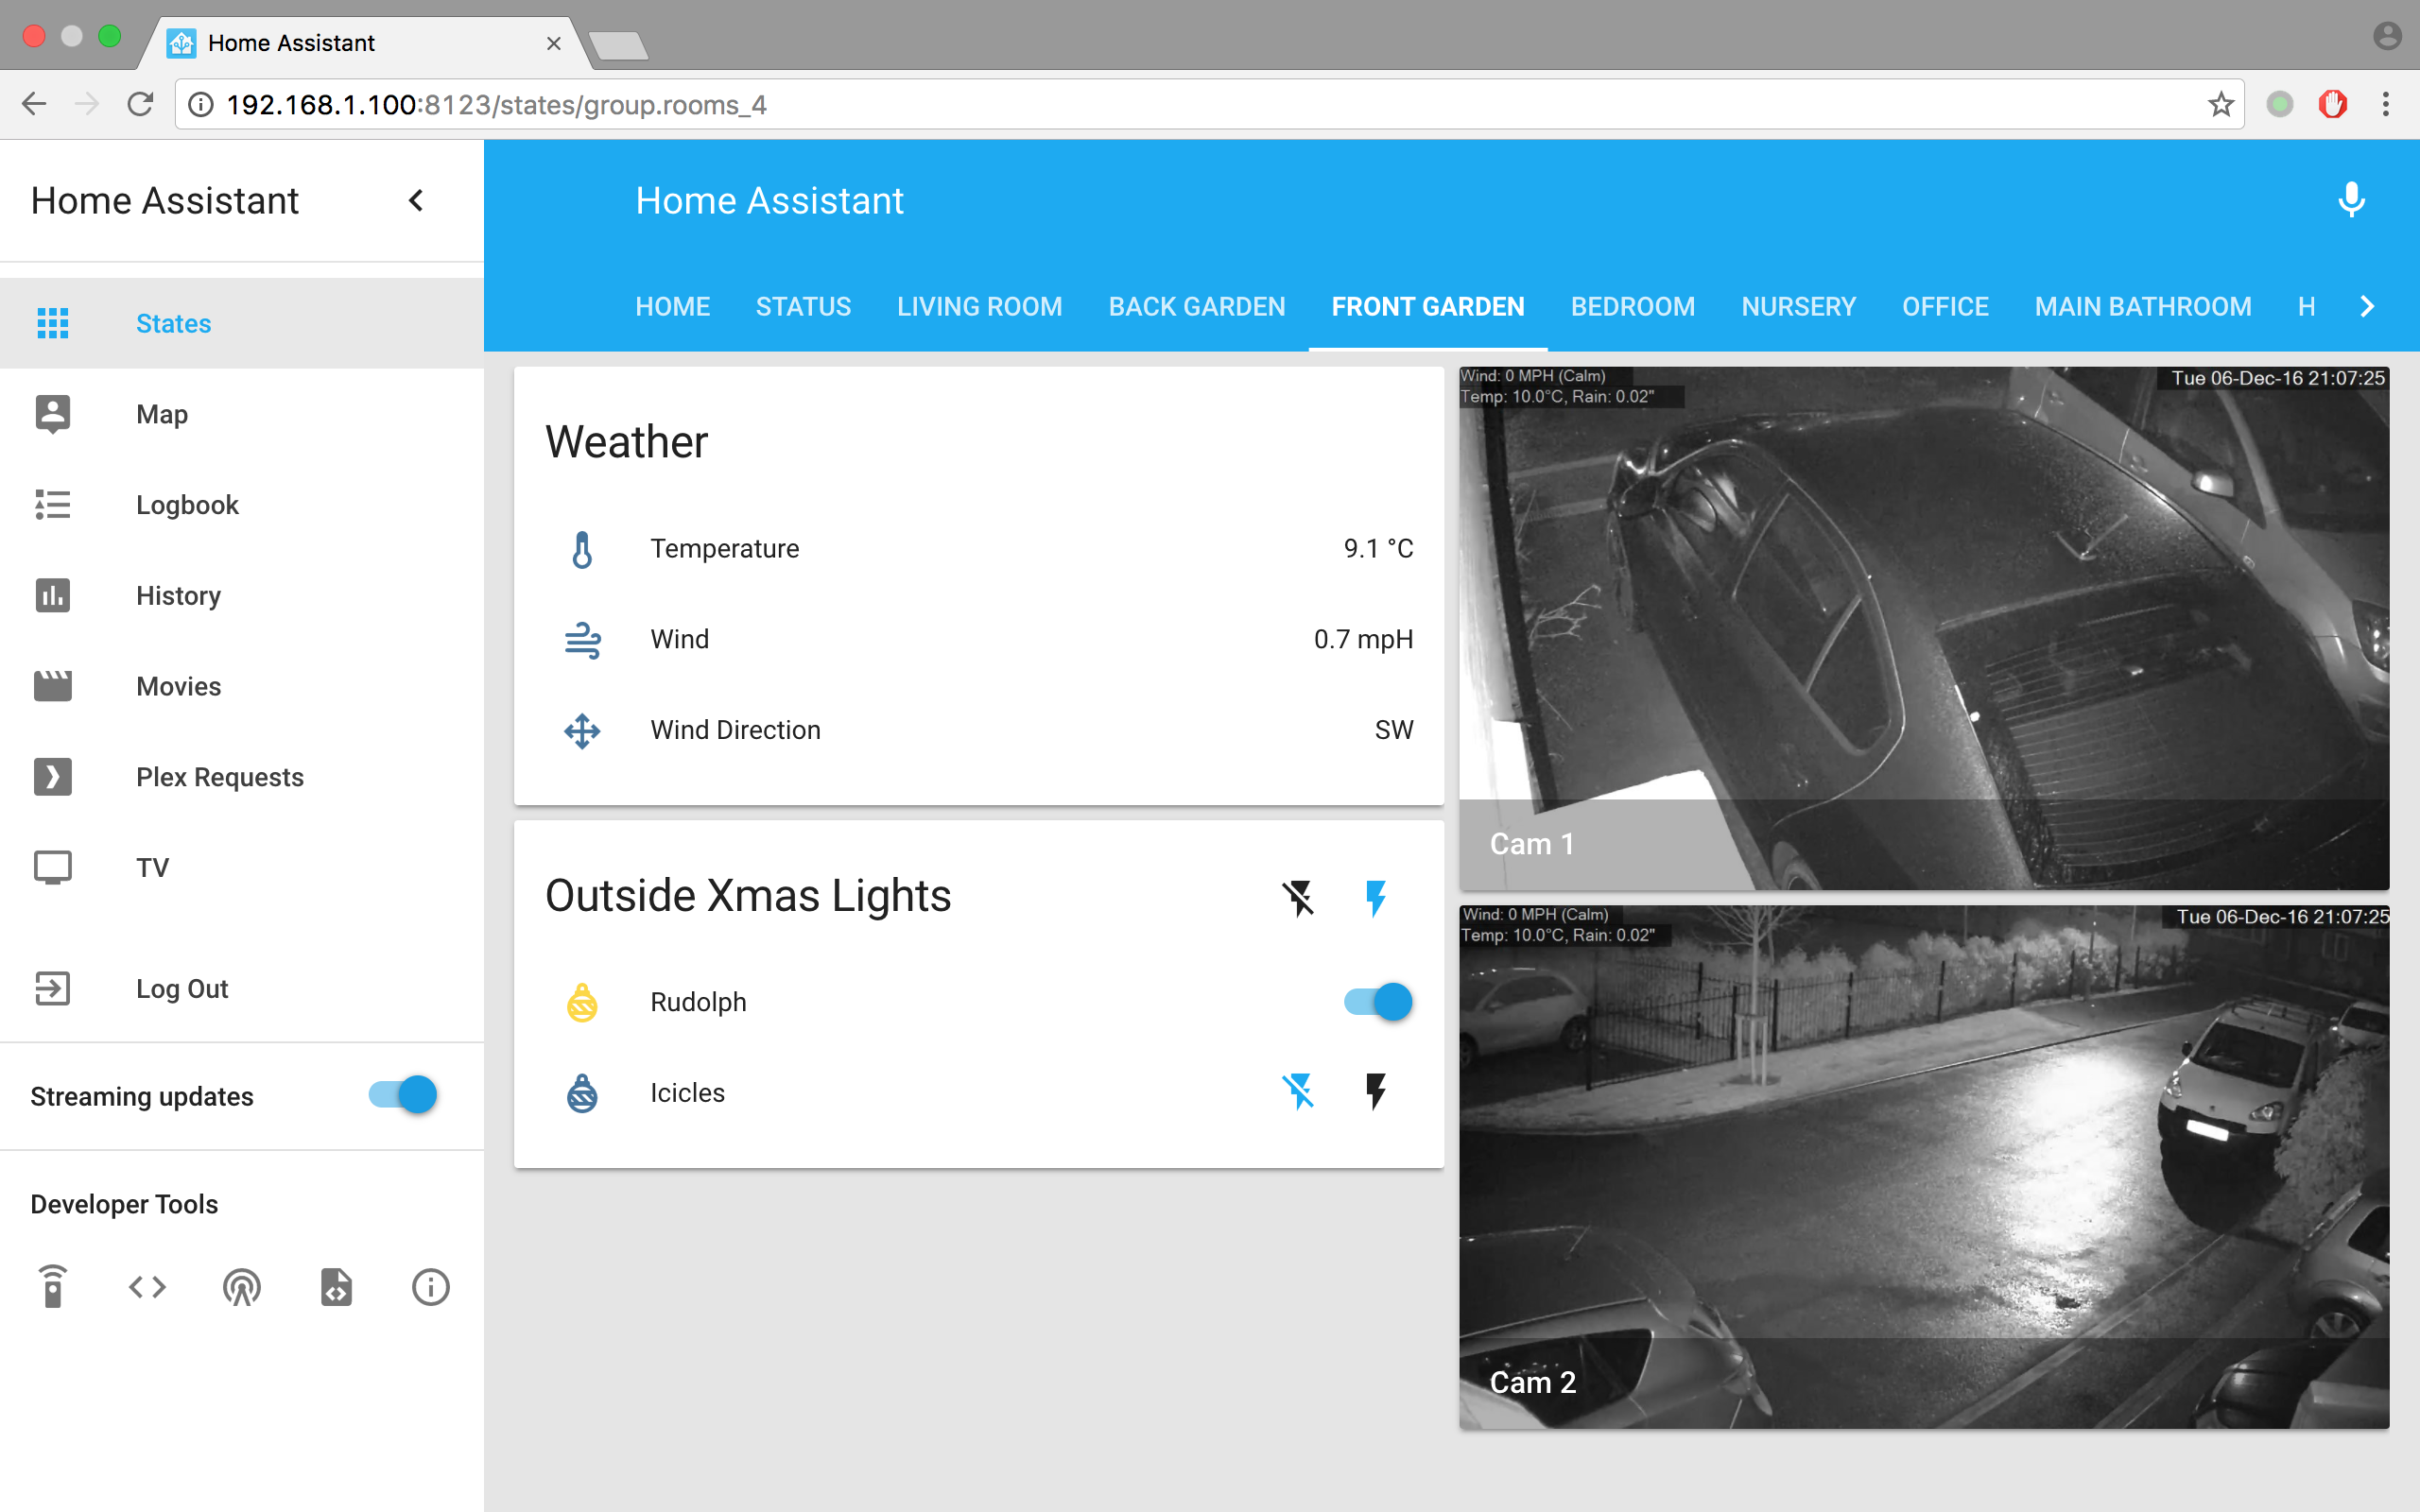 Home Assistant
192.168.1.100:8123/states/group.rooms_4
Home Assistant
Home Assistant
HOME STATUS LIVING ROOM BACK GARDEN FRONT GARDEN BEDROOM NURSERY OFFICE MAIN BATHROOM H
States
Map
Logbook
History
Movies
Plex Requests
TV
Log Out
Streaming updates
Developer Tools
Weather
Temperature 9.1 °C
Wind 0.7 mpH
Wind Direction SW
Outside Xmas Lights
Rudolph
Icicles
Wind: 0 MPH (Calm)
Temp: 10.0°C, Rain: 0.02"
Tue 06-Dec-16 21:07:25
Cam 1
Wind: 0 MPH (Calm)
Temp: 10.0°C, Rain: 0.02"
Tue 06-Dec-16 21:07:25
Cam 2